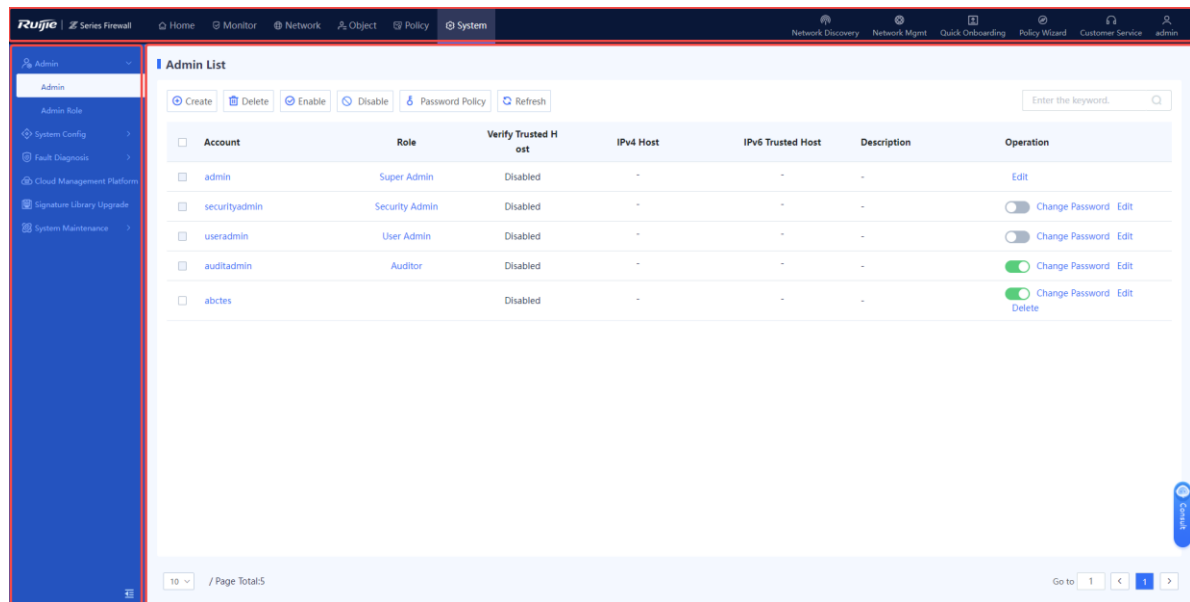 Ruijie | Z Series Firewall Home Monitor Network Object Policy System Network Discovery Network Mgmt Quick Onboarding Policy Wizard Customer Service admin
Admin
Admin
Admin Role
System Config
Fault Diagnosis
Cloud Management Platform
Signature Library Upgrade
System Maintenance
Admin List
Create Delete Enable Disable Password Policy Refresh Enter the keyword.
Account Role Verify Trusted H IPv4 Host IPv6 Trusted Host Description Operation
ost
admin Super Admin Disabled - - - Edit
securityadmin Security Admin Disabled - - - Change Password Edit
useradmin User Admin Disabled - - - Change Password Edit
auditadmin Auditor Disabled - - - Change Password Edit
abctes Disabled - - - Change Password Edit
Delete
Consult
10 / Page Total:5 Go to 1 < 1 >